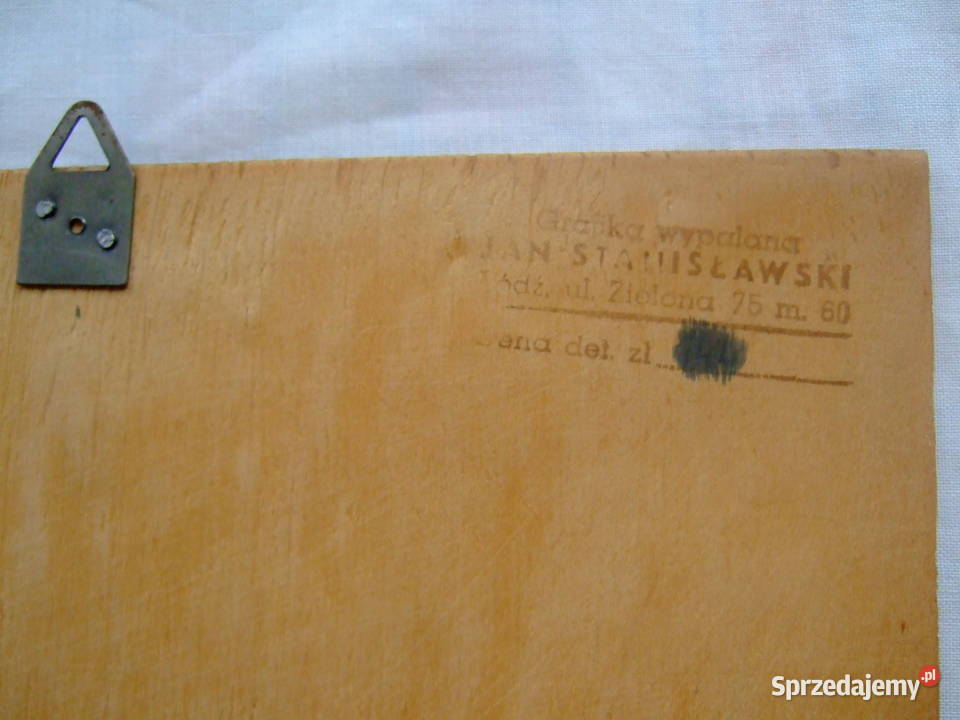 Grafika wypalana
JAN STANISŁAWSKI
Łódź, ul. Zielona 75 m. 60
Cena det. zł
Sprzedajemy.pl